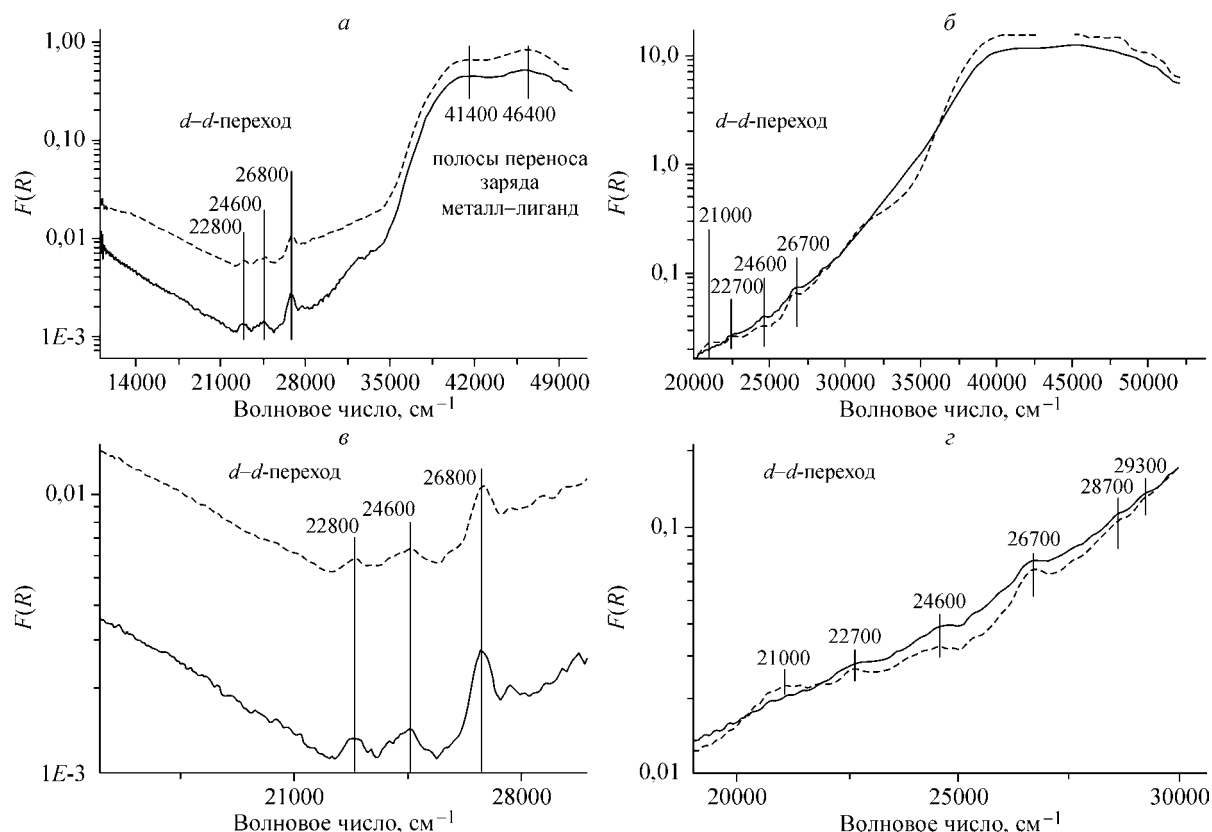 а
1,00
0,10
0,01
1E-3
F(R)
d–d-переход
22800
24600
26800
41400 46400
полосы переноса
заряда
металл–лиганд
14000 21000 28000 35000 42000 49000
Волновое число, см–1
б
10,0
1,0
0,1
F(R)
d–d-переход
21000
22700
24600
26700
20000 25000 30000 35000 40000 45000 50000
Волновое число, см–1
в
0,01
1E-3
F(R)
d–d-переход
22800
24600
26800
21000 28000
Волновое число, см–1
г
0,1
0,01
F(R)
d–d-переход
21000
22700
24600
26700
28700
29300
20000 25000 30000
Волновое число, см–1